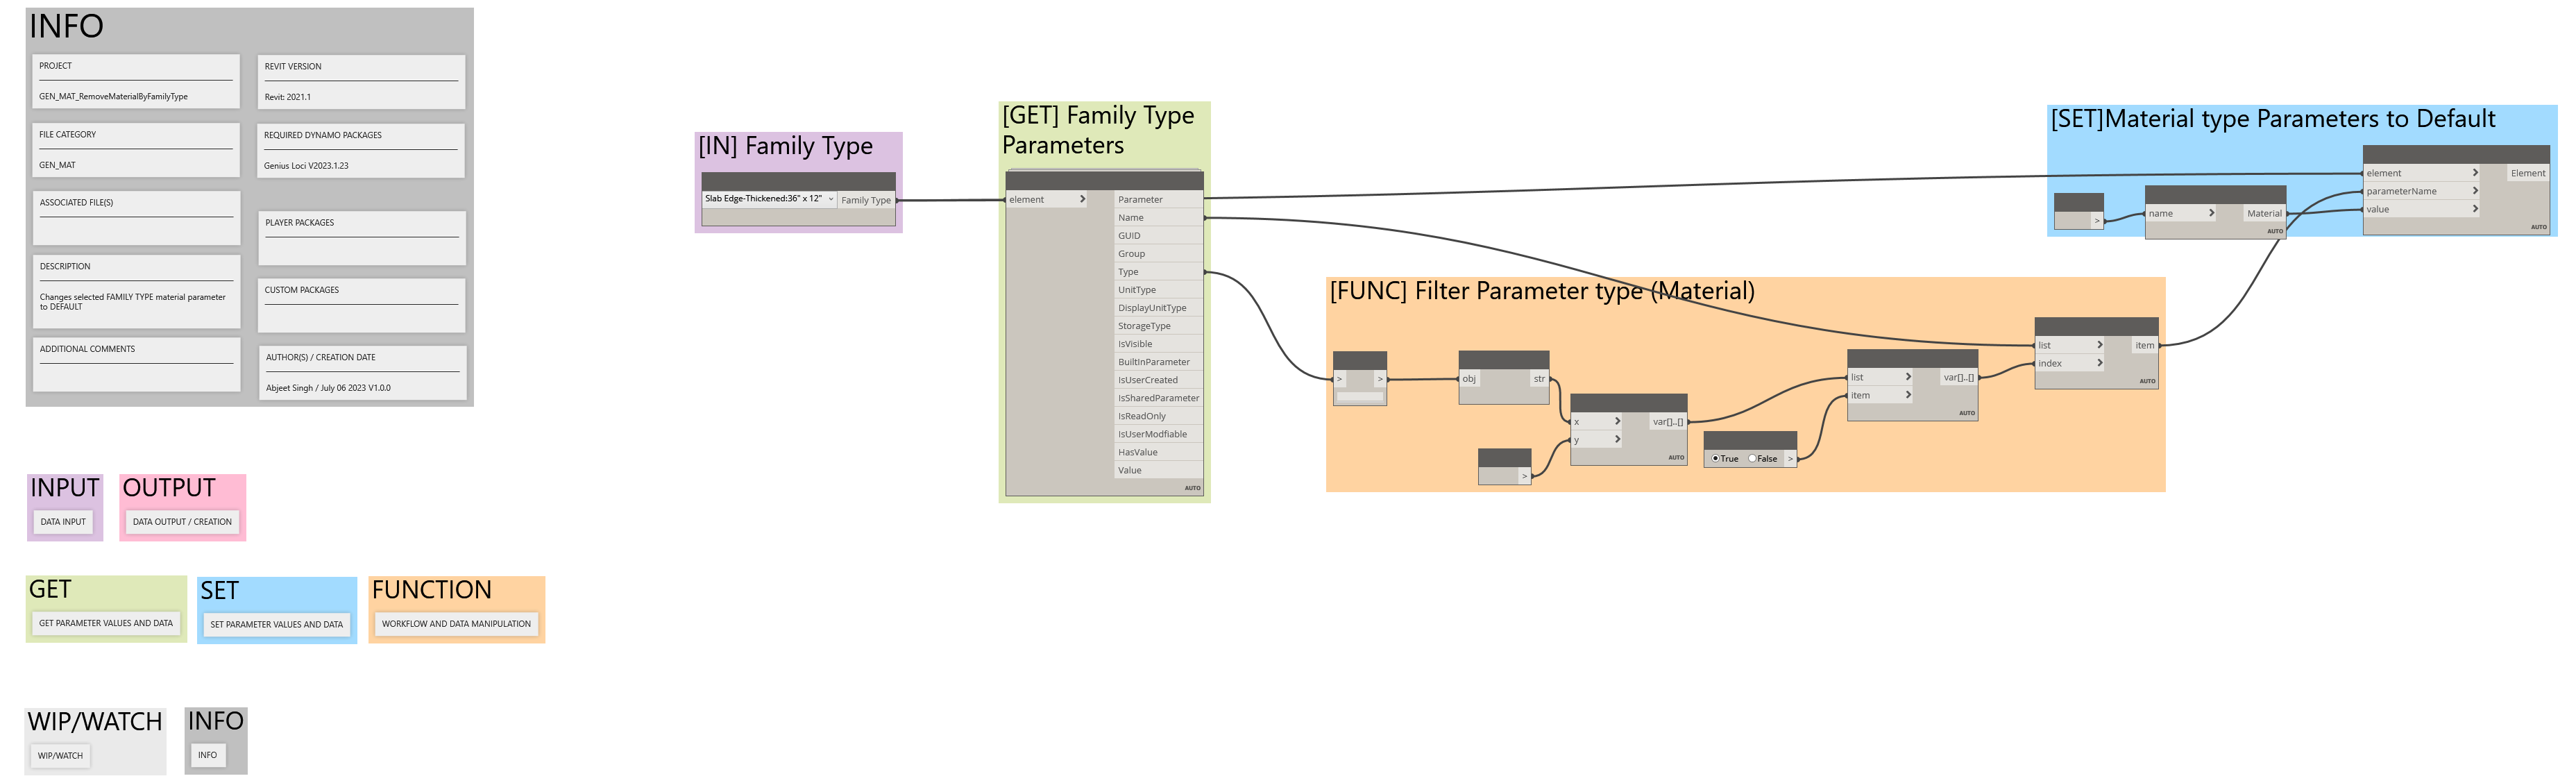 INFO
PROJECT
GEN_MAT_RemoveMaterialByFamilyType
REVIT VERSION
Revit: 2021.1
FILE CATEGORY
GEN_MAT
REQUIRED DYNAMO PACKAGES
Genius Loci V2023.1.23
ASSOCIATED FILE(S)
PLAYER PACKAGES
DESCRIPTION
Changes selected FAMILY TYPE material parameter
to DEFAULT
CUSTOM PACKAGES
ADDITIONAL COMMENTS
AUTHOR(S) / CREATION DATE
Abjeet Singh / July 06 2023 V1.0.0
INPUT
DATA INPUT
OUTPUT
DATA OUTPUT / CREATION
GET
GET PARAMETER VALUES AND DATA
SET
SET PARAMETER VALUES AND DATA
FUNCTION
WORKFLOW AND DATA MANIPULATION
WIP/WATCH
WIP/WATCH
INFO
INFO
[IN] Family Type
Slab Edge-Thickened:36" x 12"
Family Type
[GET] Family Type
Parameters
element
Parameter
Name
GUID
Group
Type
UnitType
DisplayUnitType
StorageType
IsVisible
BuiltInParameter
IsUserCreated
IsSharedParameter
IsReadOnly
IsUserModfiable
HasValue
Value
AUTO
[FUNC] Filter Parameter type (Material)
> >
obj str
x var[]..[]
y
AUTO
>
True False >
list var[]..[]
item
AUTO
list item
index
AUTO
[SET]Material type Parameters to Default
>
name Material
AUTO
element Element
parameterName
value
AUTO